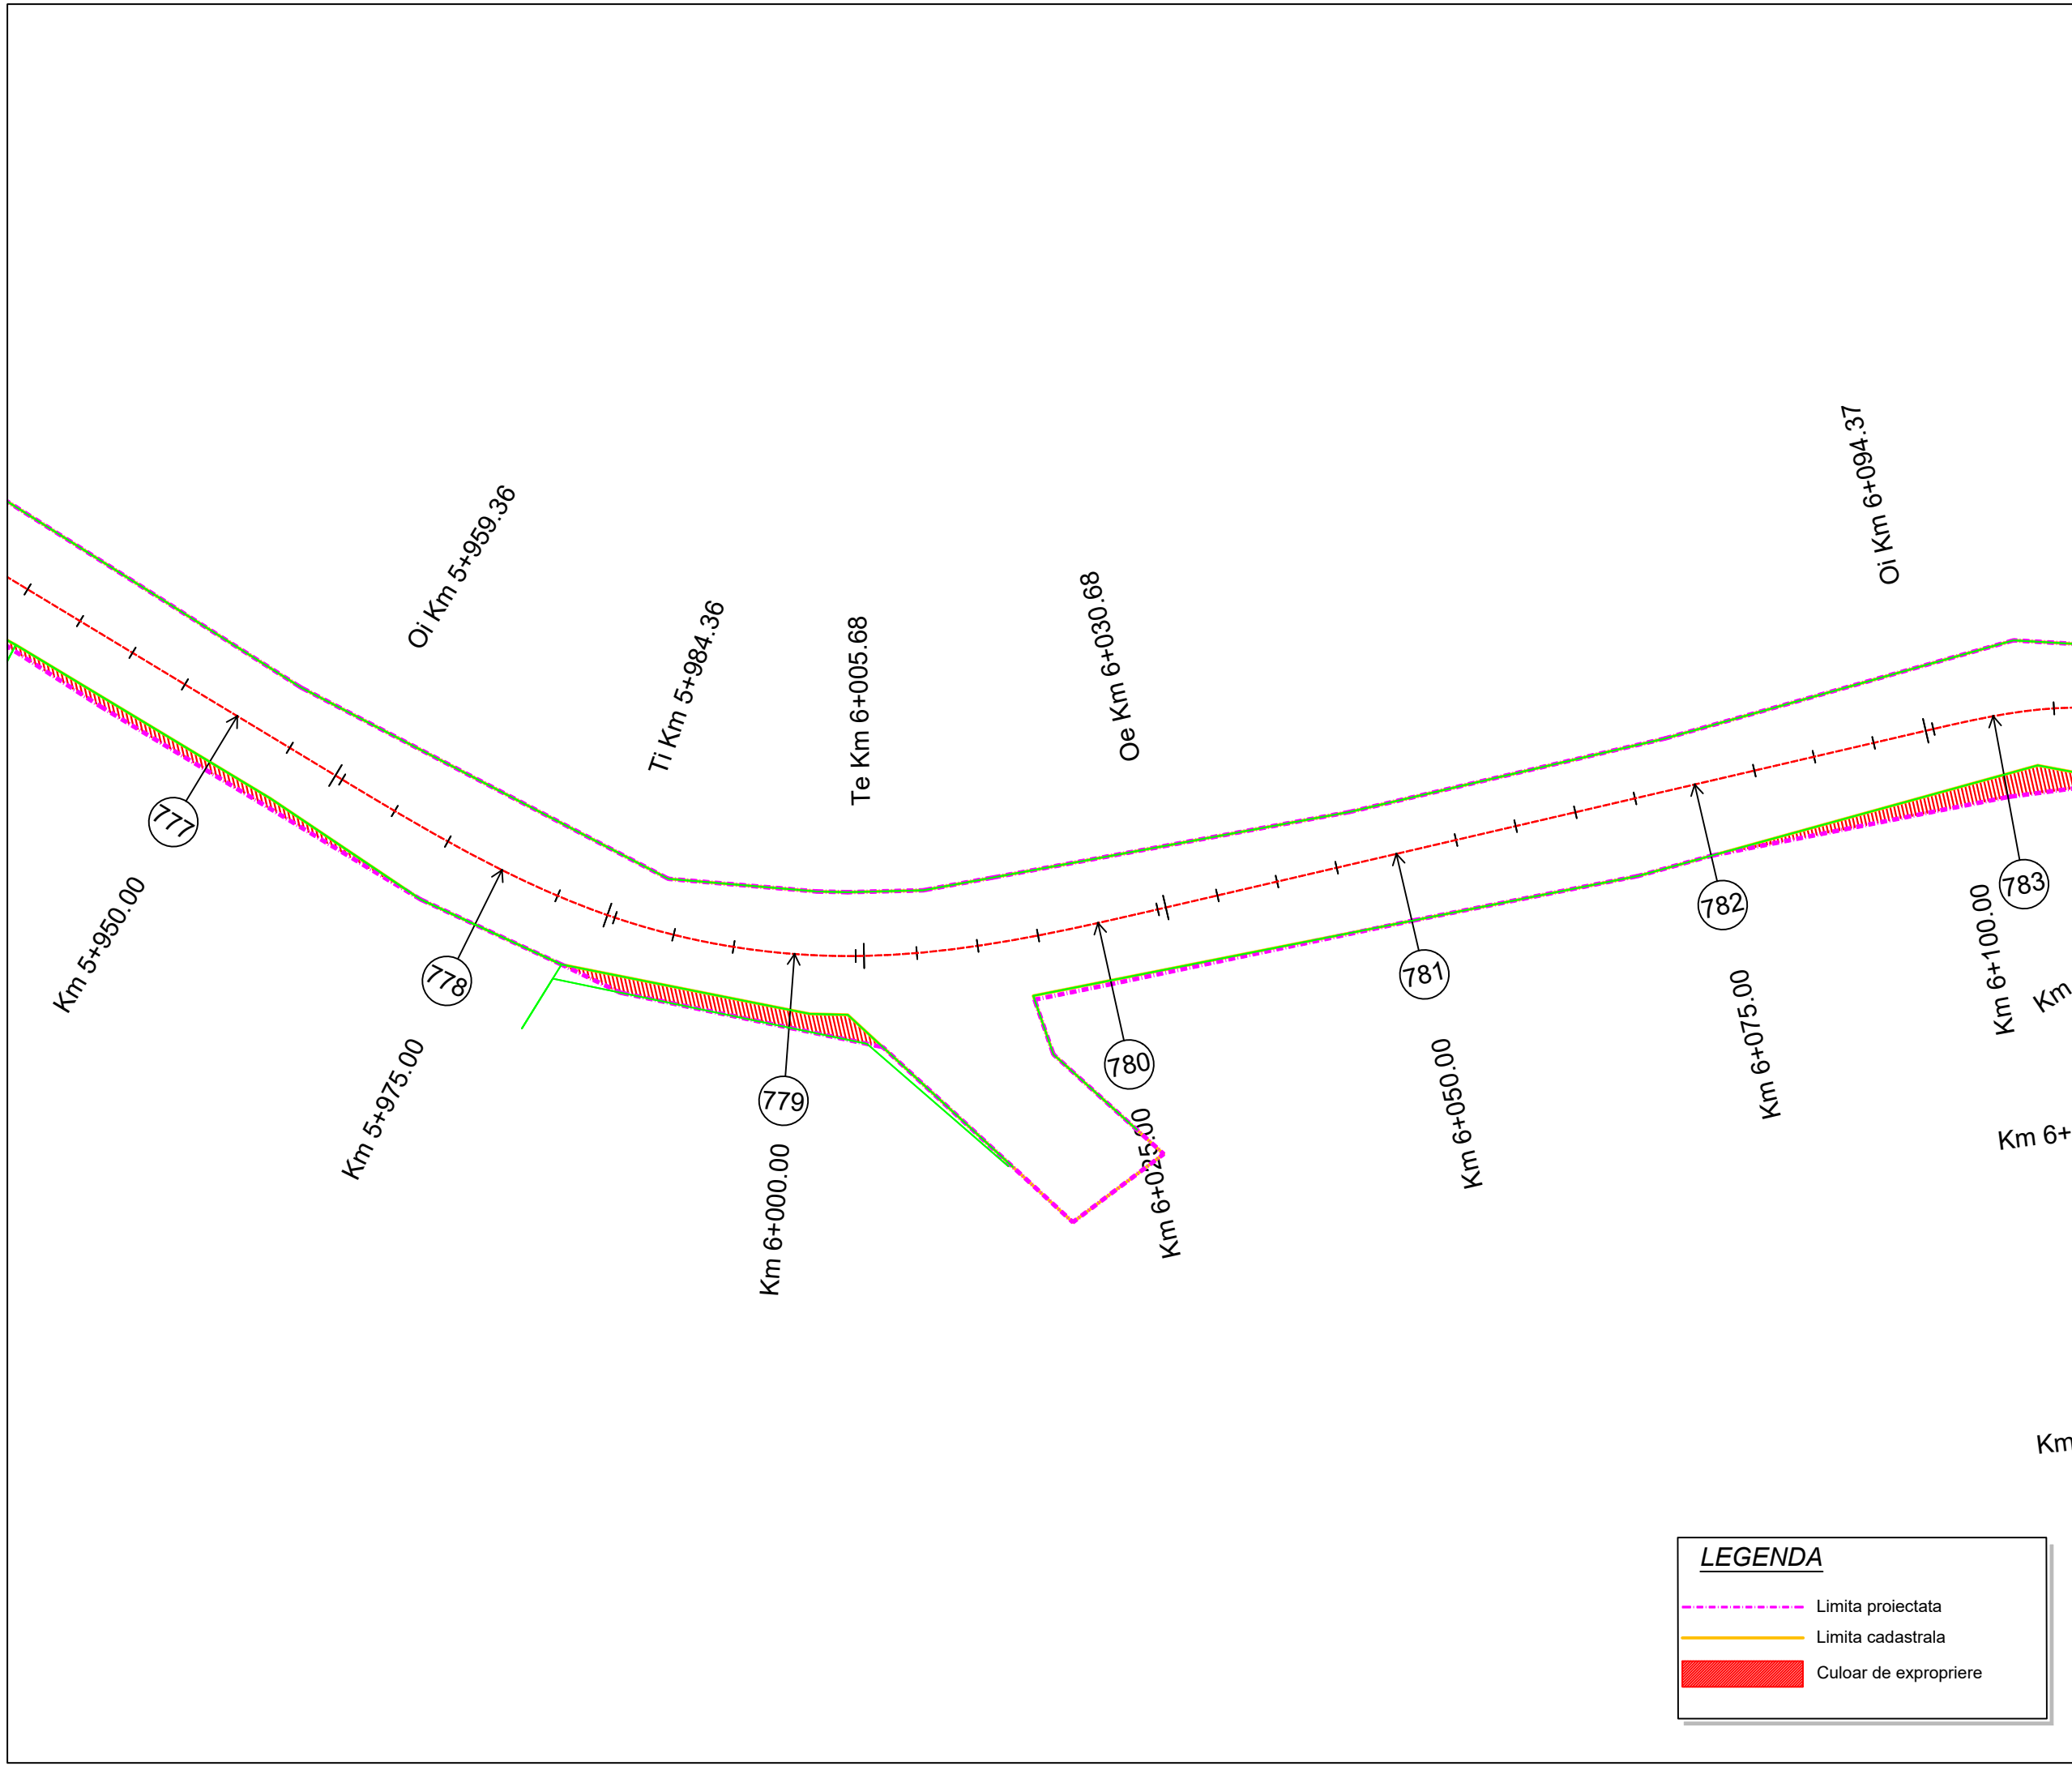 Oi Km 5+959.36
Ti Km 5+984.36
Te Km 6+005.68
Oe Km 6+030.68
Oi Km 6+094.37
777
778
779
780
781
782
783
Km 5+950.00
Km 5+975.00
Km 6+000.00
Km 6+025.00
Km 6+050.00
Km 6+075.00
Km 6+100.00
Km
Km 6+
Km
LEGENDA
Limita proiectata
Limita cadastrala
Culoar de expropriere